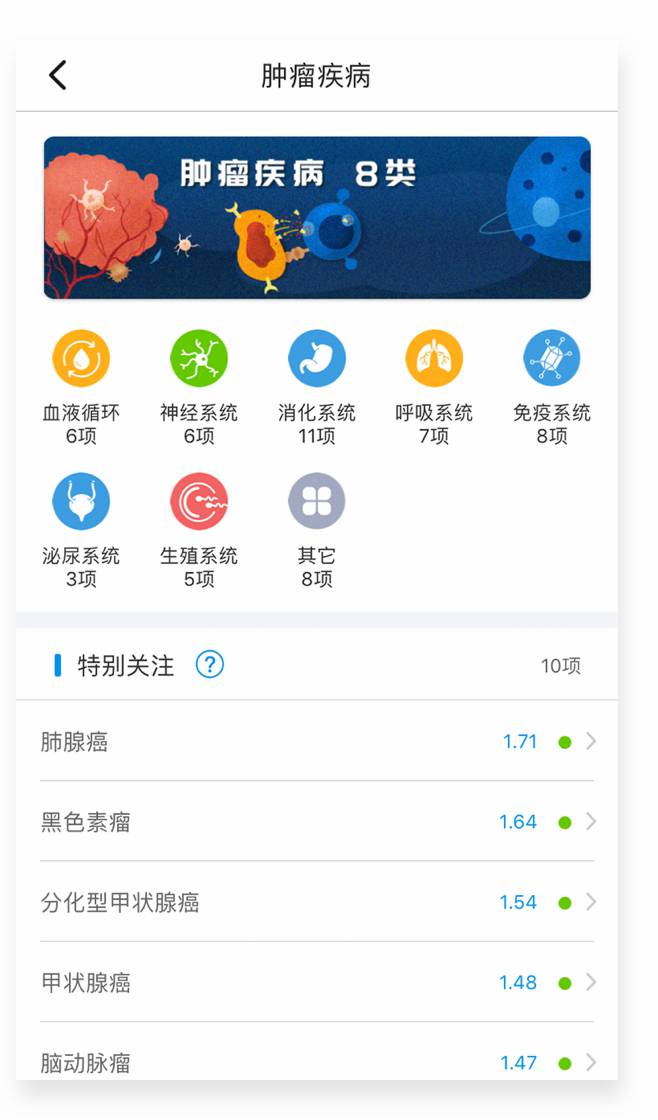 肿瘤疾病
肿瘤疾病 8类
血液循环 神经系统 消化系统 呼吸系统 免疫系统
6项 6项 11项 7项 8项
泌尿系统 生殖系统 其它
3项 5项 8项
特别关注 ? 10项
肺腺癌 1.71
黑色素瘤 1.64
分化型甲状腺癌 1.54
甲状腺癌 1.48
脑动脉瘤 1.47